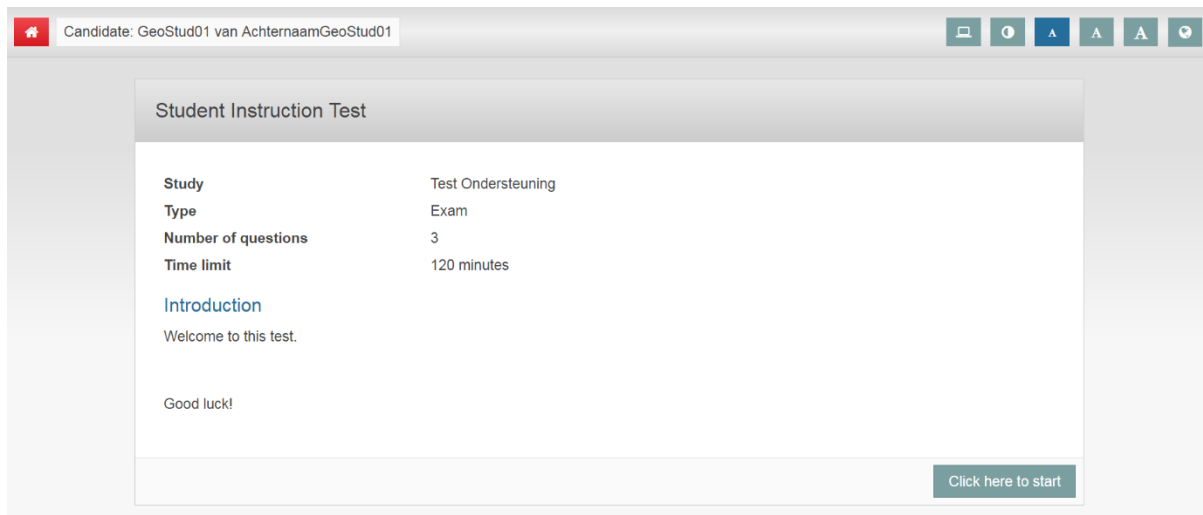 Candidate: GeoStud01 van AchternaamGeoStud01
A A A
Student Instruction Test
Study Test Ondersteuning
Type Exam
Number of questions 3
Time limit 120 minutes
Introduction
Welcome to this test.
Good luck!
Click here to start